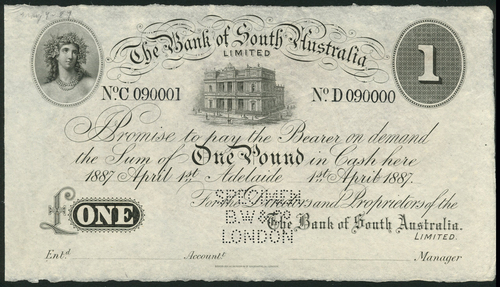 The Bank of South Australia
LIMITED
1
No. C 090001 No. D 090000
Promise to pay the Bearer on demand
the Sum of One Pound in Cash here
1887 April 1st Adelaide 1st April 1887
For the Directors and Proprietors of the
£ONE The Bank of South Australia.
LIMITED.
SPECIMEN
B.W & Co
LONDON
Entd. Accountt. Manager